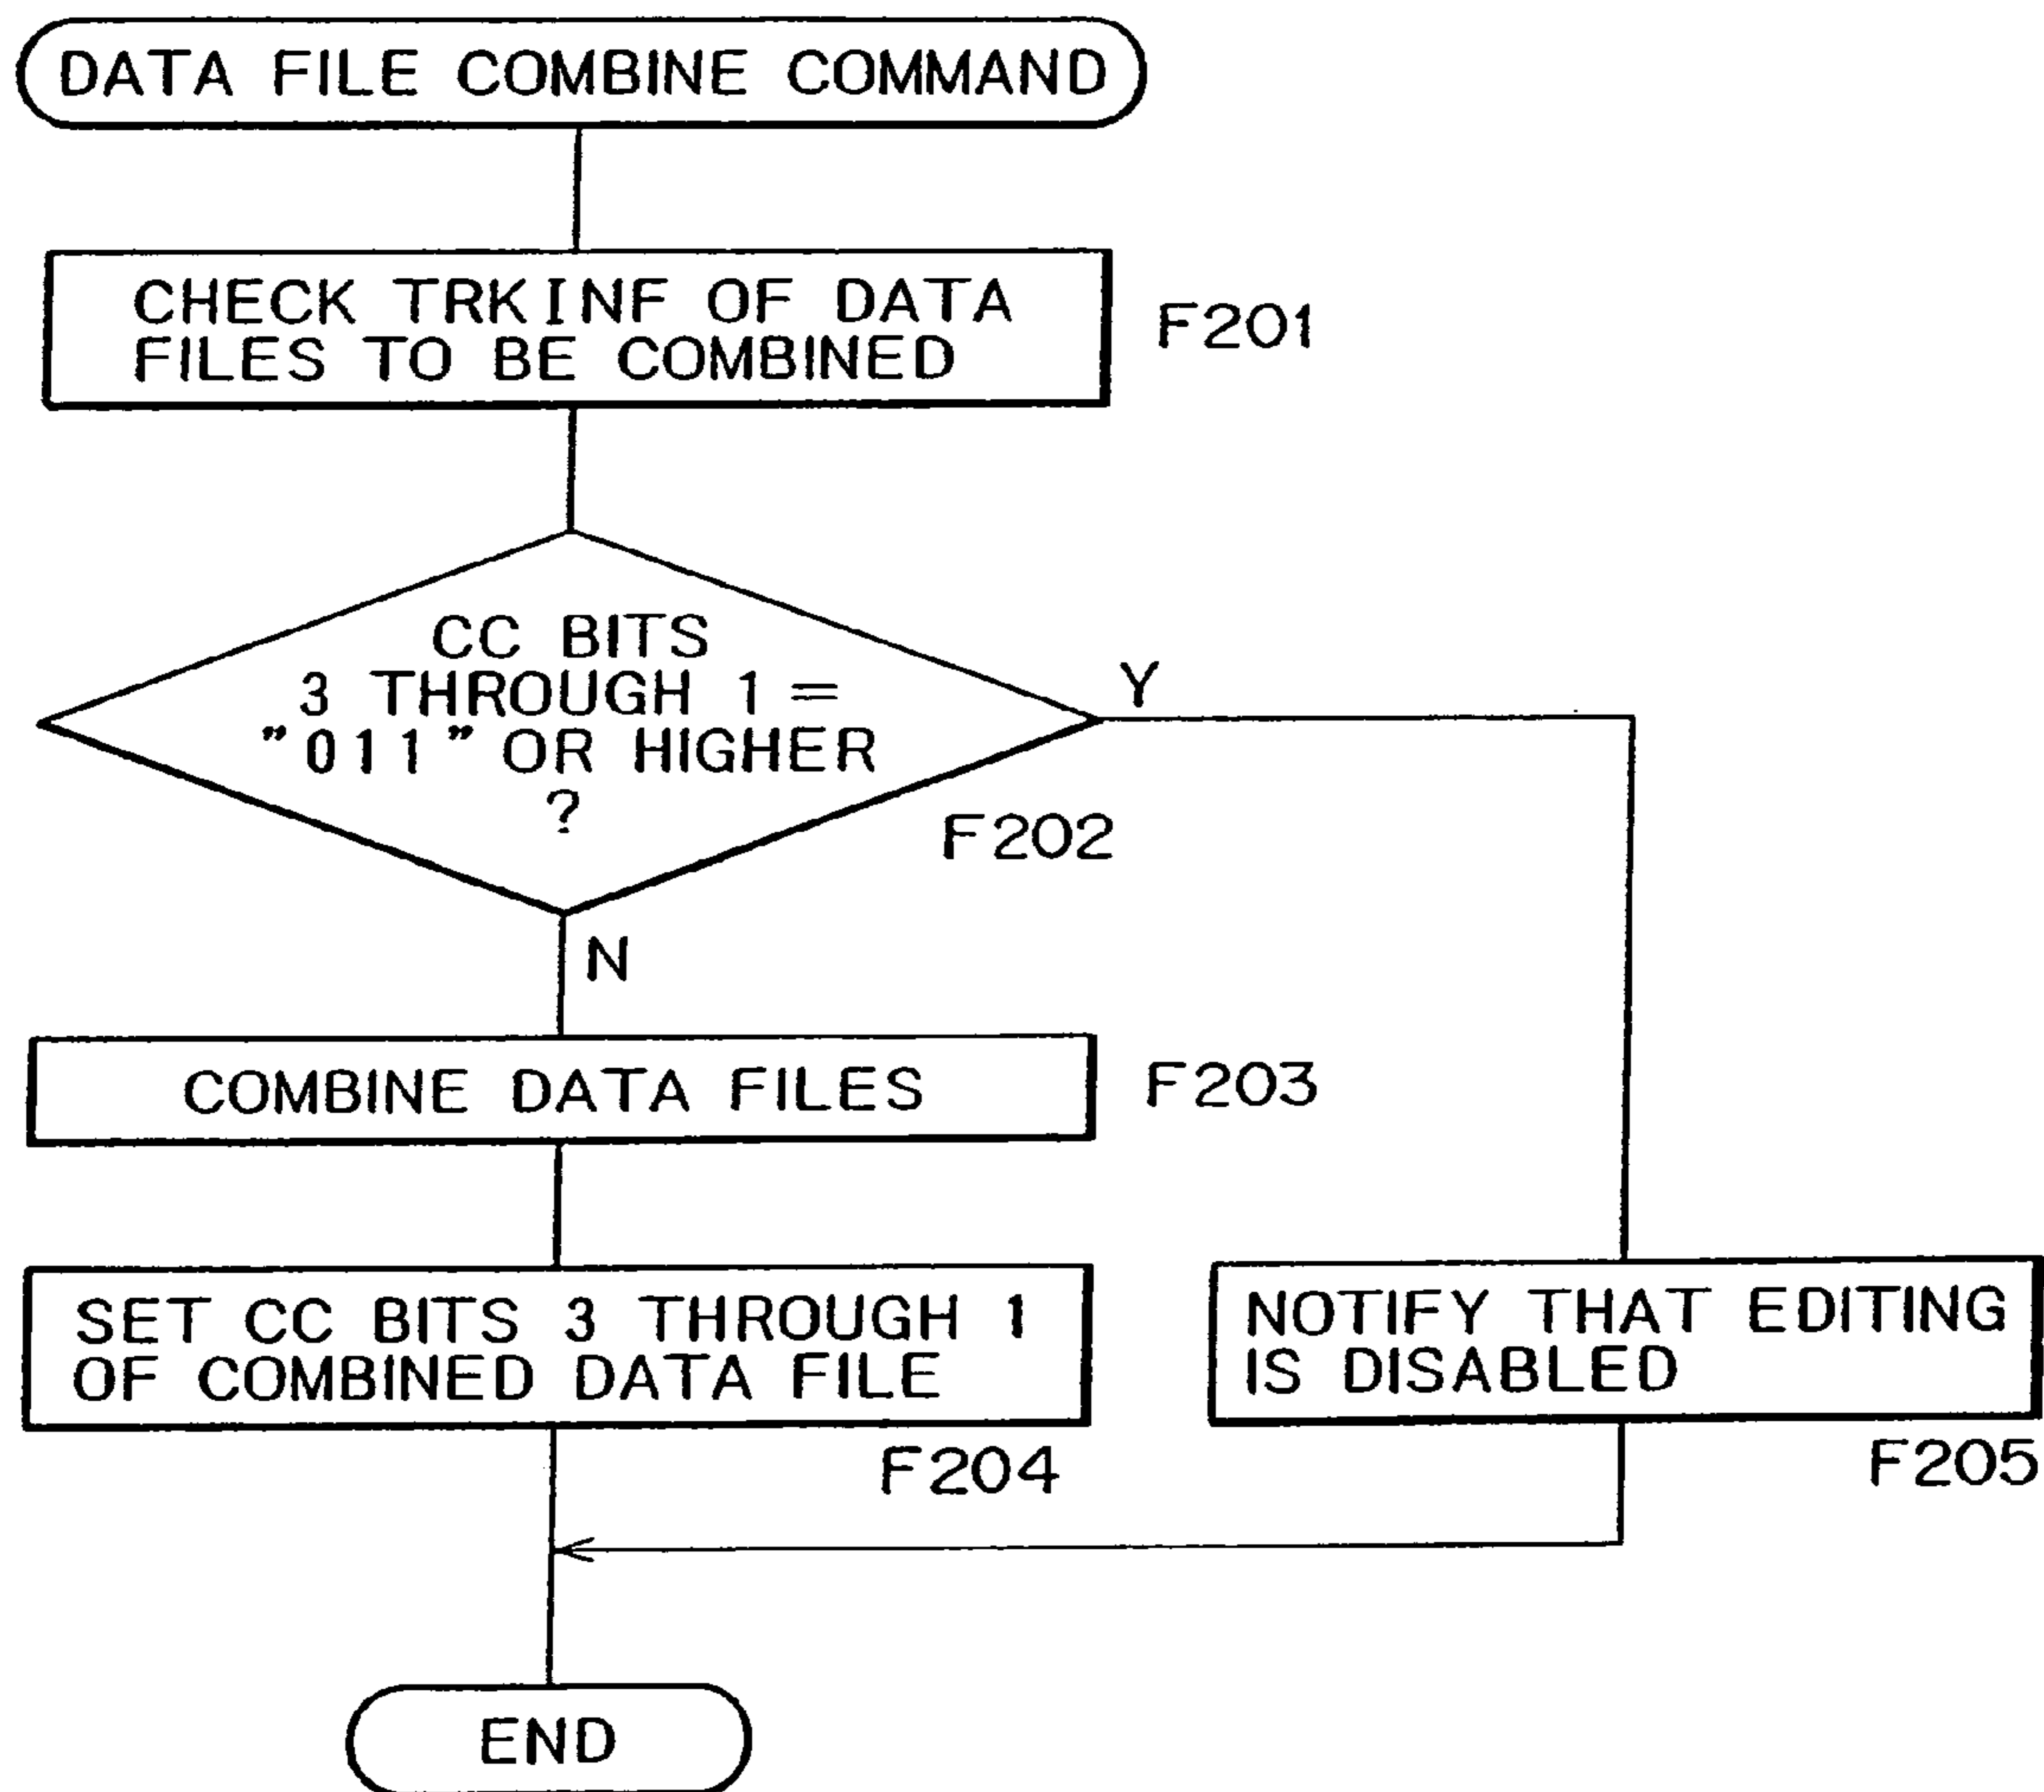 DATA FILE COMBINE COMMAND
CHECK TRKINF OF DATA
FILES TO BE COMBINED
F201
CC BITS
3 THROUGH 1 =
"011" OR HIGHER
?
Y
F202
N
COMBINE DATA FILES
F203
SET CC BITS 3 THROUGH 1
OF COMBINED DATA FILE
F204
NOTIFY THAT EDITING
IS DISABLED
F205
END